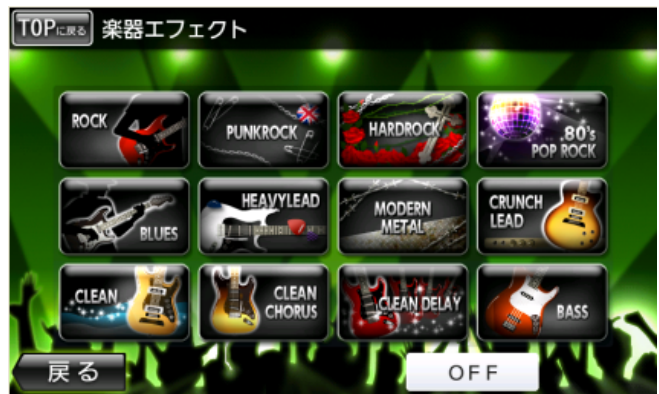 TOPに戻る 楽器エフェクト
ROCK
PUNKROCK
HARDROCK
80's
POP ROCK
BLUES
HEAVYLEAD
MODERN
METAL
CRUNCH
LEAD
CLEAN
CLEAN
CHORUS
CLEAN DELAY
BASS
戻る
OFF